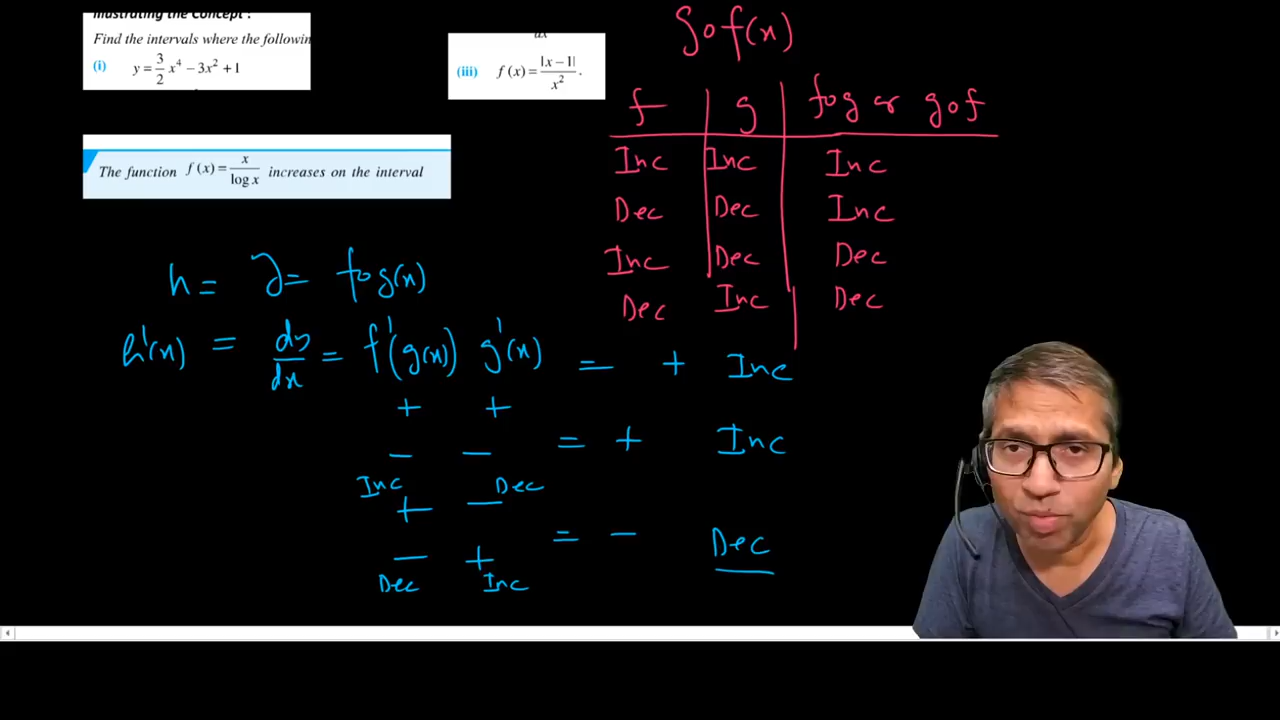 Illustrating the Concept :
Find the intervals where the followin
(i) y = 3/2 x⁴ − 3x² + 1
dx
(iii) f (x) = |x − 1| / x² .
The function f (x) = x / log x increases on the interval
gof(x)
f g fog or gof
Inc Inc Inc
Dec Dec Inc
Inc Dec Dec
Dec Inc Dec
h = y = fog(x)
h'(x) = dy/dx = f'(g(x)) g'(x) = + Inc
+ +
− − = + Inc
Inc Dec
+ −
= − Dec
− +
Dec Inc